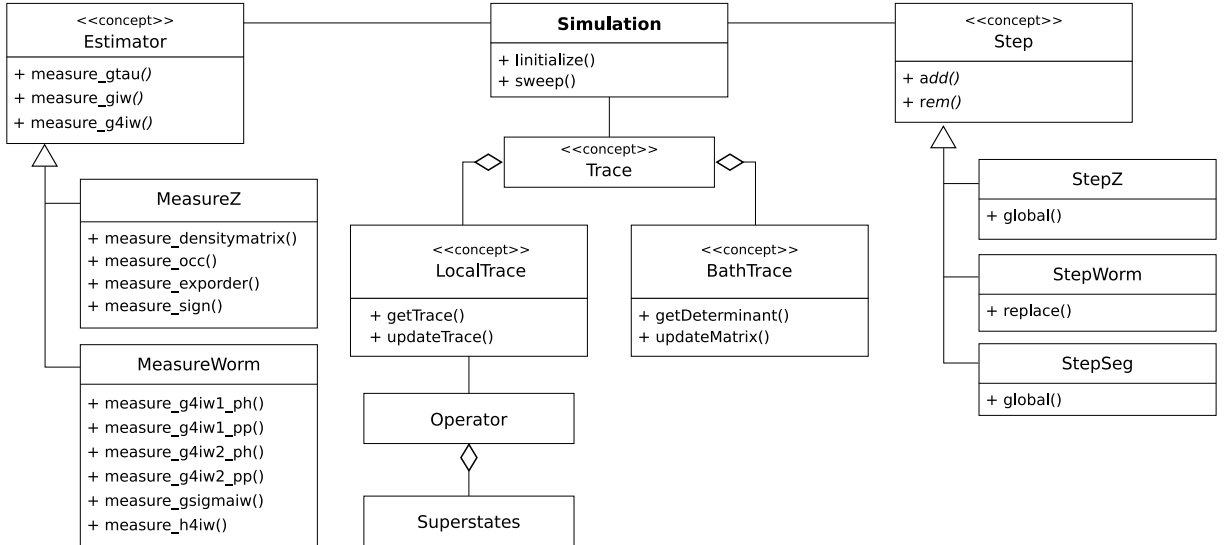 <<concept>>
Estimator
+ measure_gtau()
+ measure_giw()
+ measure_g4iw()
Simulation
+ Iinitialize()
+ sweep()
<<concept>>
Step
+ add()
+ rem()
<<concept>>
Trace
MeasureZ
+ measure_densitymatrix()
+ measure_occ()
+ measure_exporder()
+ measure_sign()
<<concept>>
LocalTrace
+ getTrace()
+ updateTrace()
<<concept>>
BathTrace
+ getDeterminant()
+ updateMatrix()
StepZ
+ global()
StepWorm
+ replace()
StepSeg
+ global()
MeasureWorm
+ measure_g4iw1_ph()
+ measure_g4iw1_pp()
+ measure_g4iw2_ph()
+ measure_g4iw2_pp()
+ measure_gsigmaiw()
+ measure_h4iw()
Operator
Superstates